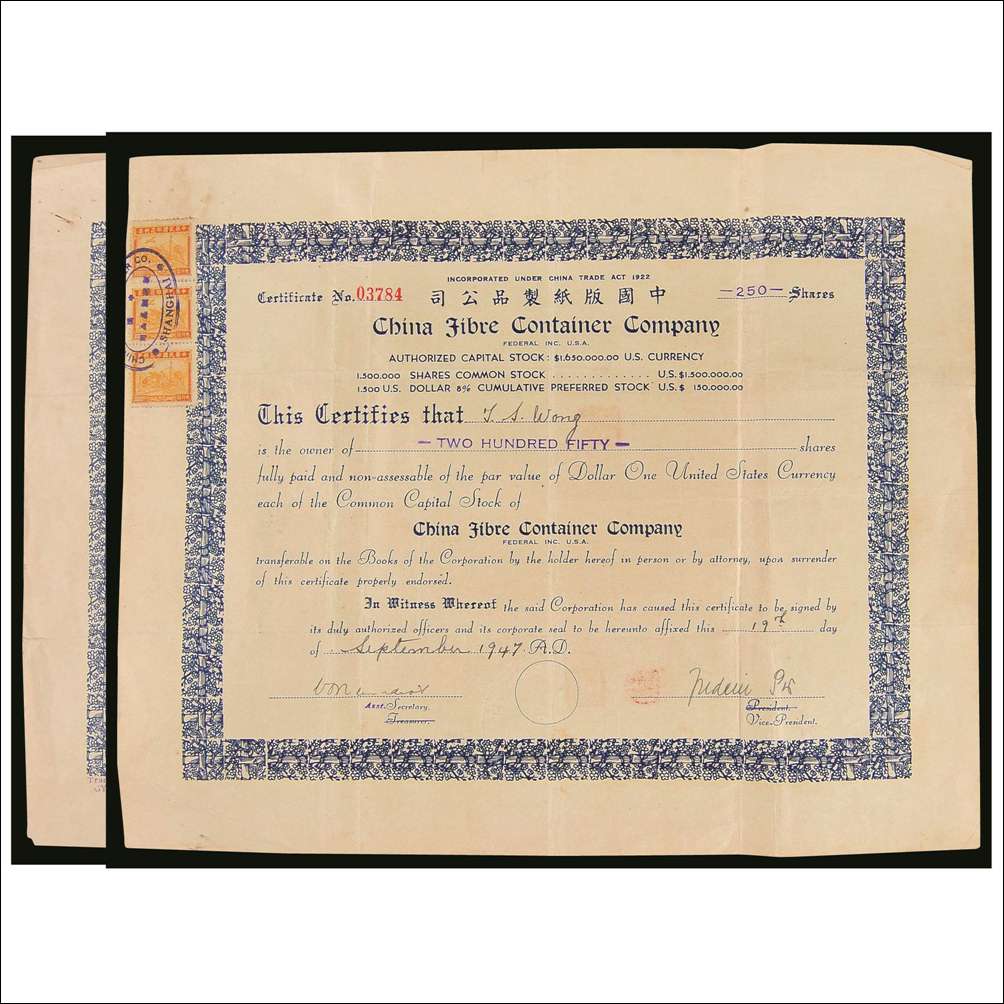 INCORPORATED UNDER CHINA TRADE ACT 1922
Certificate No. 03784 司公品製紙版國中 —250— Shares
China Fibre Container Company
FEDERAL INC. U.S.A.
AUTHORIZED CAPITAL STOCK: $1.650.000.00 U.S. CURRENCY
1.500.000 SHARES COMMON STOCK ............ U.S. $1.500.000.00
1.500 U.S. DOLLAR 8% CUMULATIVE PREFERRED STOCK U.S. $ 150.000.00
This Certifies that T. S. Wong
is the owner of — TWO HUNDRED FIFTY — shares
fully paid and non-assessable of the par value of Dollar One United States Currency
each of the Common Capital Stock of
China Fibre Container Company
FEDERAL INC. U.S.A.
transferable on the Books of the Corporation by the holder hereof in person or by attorney, upon surrender
of this certificate properly endorsed.
In Witness Whereof the said Corporation has caused this certificate to be signed by
its duly authorized officers and its corporate seal to be hereunto affixed this 19th day
of September 1947 A.D.
Asst. Secretary.
Treasurer.
President.
Vice-President.
SHANGHAI